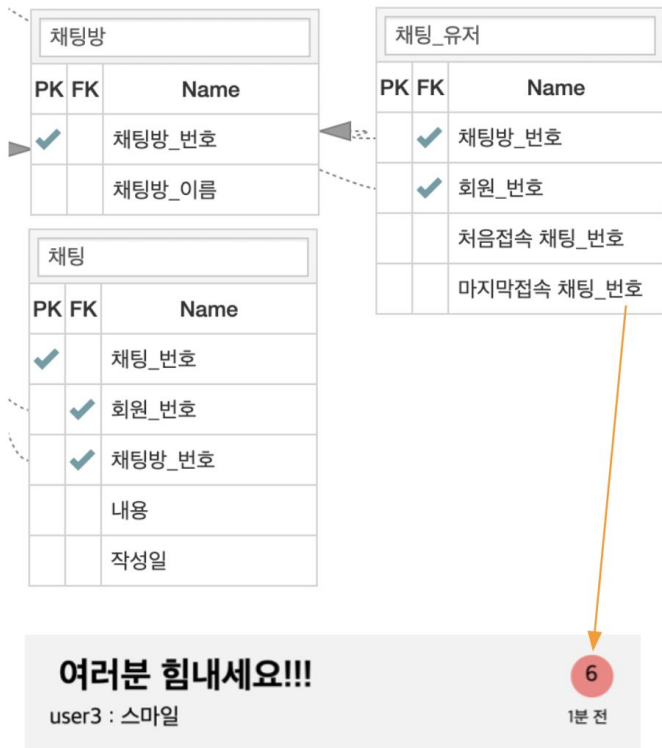 채팅방
PK FK Name
채팅방_번호
채팅방_이름
채팅_유저
PK FK Name
채팅방_번호
회원_번호
처음접속 채팅_번호
마지막접속 채팅_번호
채팅
PK FK Name
채팅_번호
회원_번호
채팅방_번호
내용
작성일
여러분 힘내세요!!!
6
user3 : 스마일
1분 전